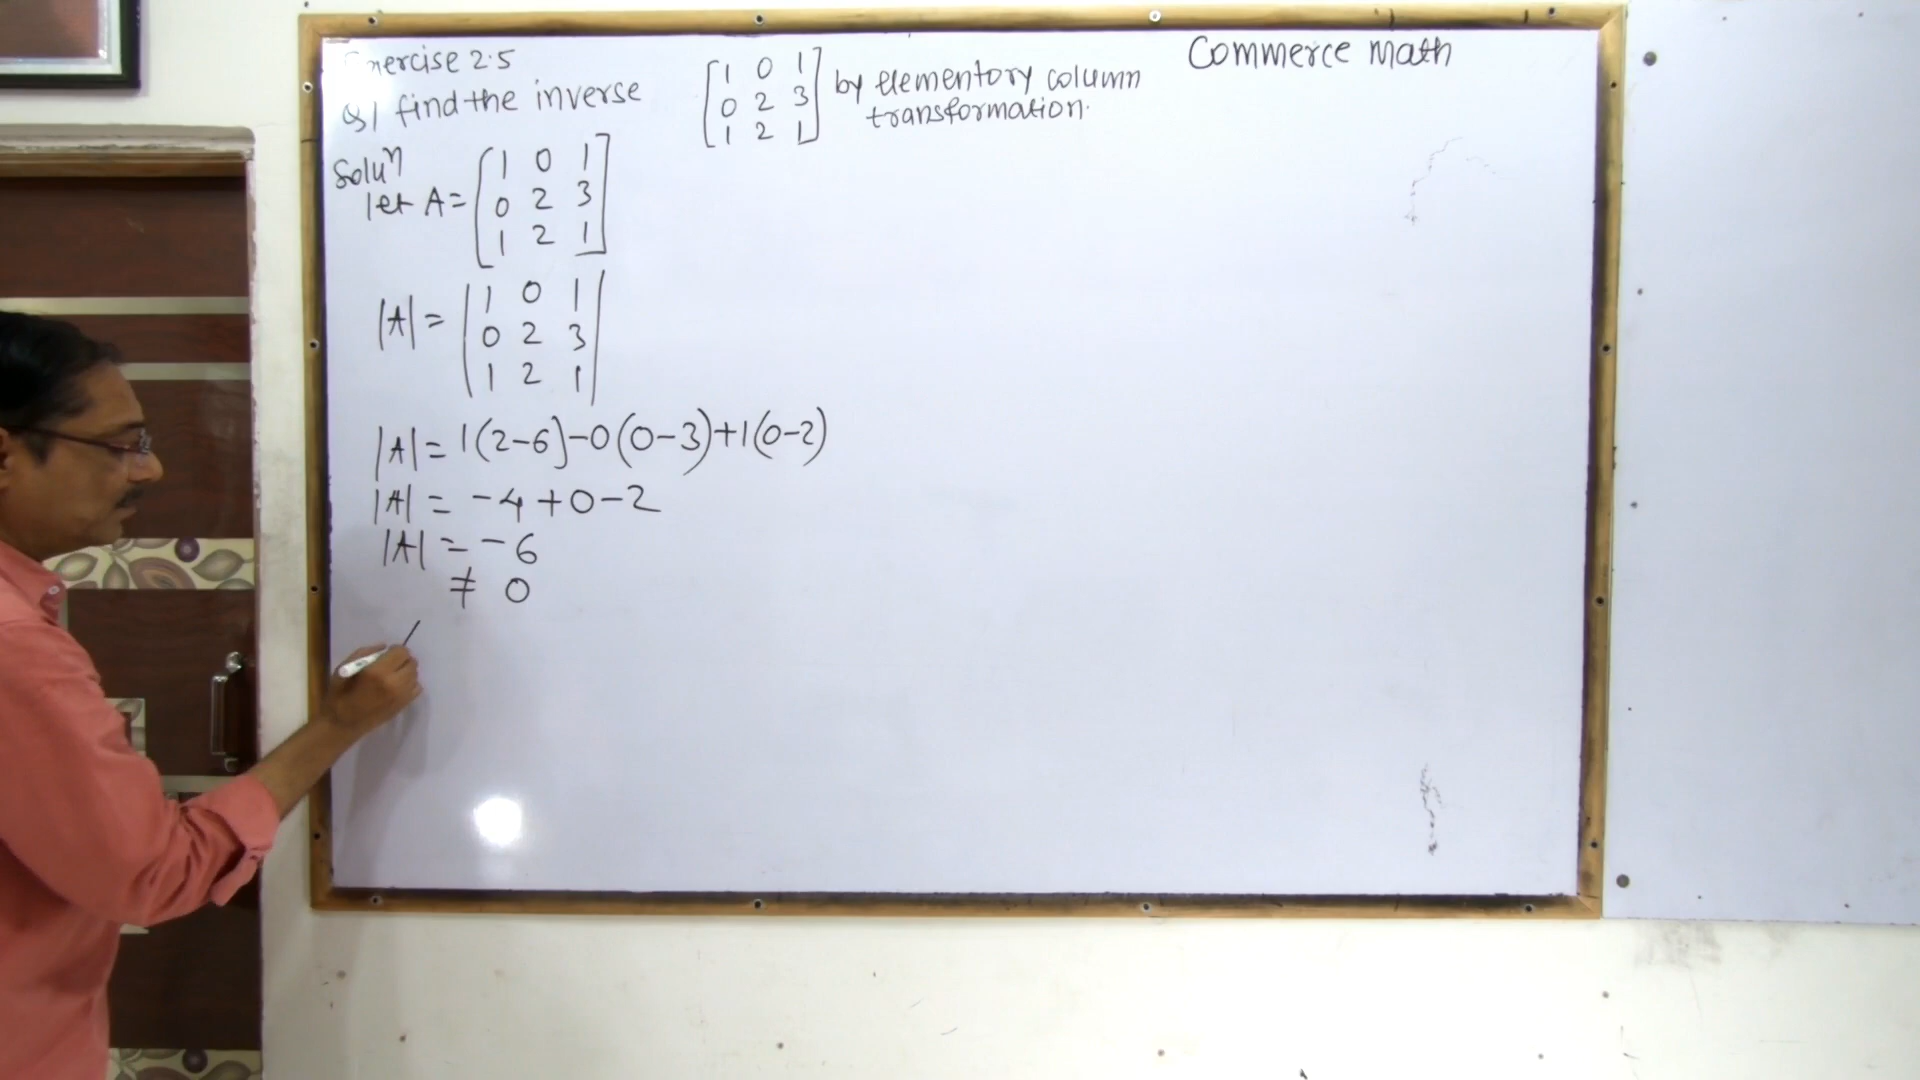 Commerce Math
Exercise 2.5
Q1 find the inverse [1 0 1 by elementory column
0 2 3 transformation.
1 2 1]
Soluⁿ
let A = [1 0 1
0 2 3
1 2 1]
|A| = |1 0 1
0 2 3
1 2 1|
|A| = 1(2-6)-0(0-3)+1(0-2)
|A| = -4+0-2
|A| = -6
≠ 0